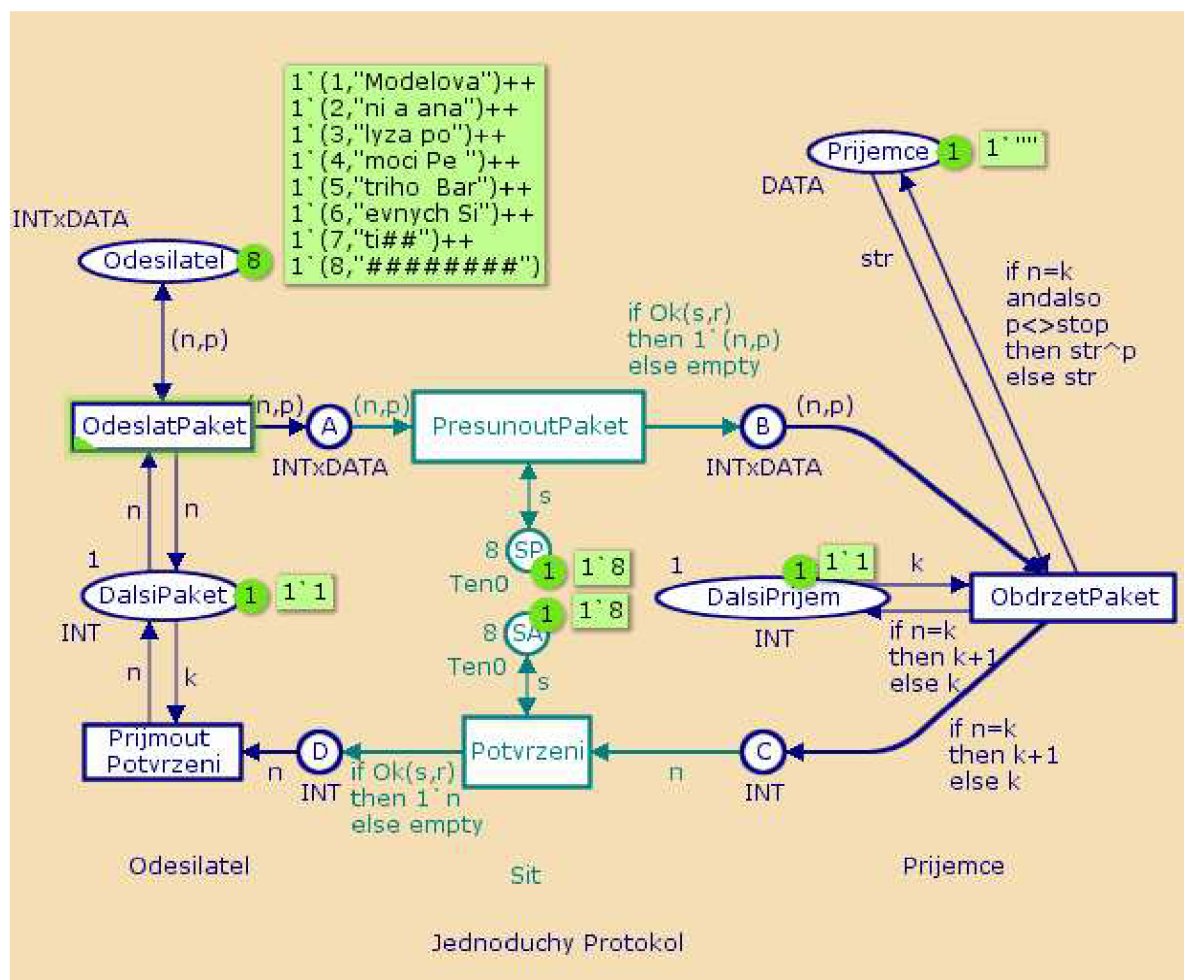 1`(1,"Modelova")++
1`(2,"ni a ana")++
1`(3,"lyza po")++
1`(4,"moci Pe ")++
1`(5,"triho  Bar")++
1`(6,"evnych Si")++
1`(7,"ti##")++
1`(8,"########")
INTxDATA
Odesilatel 8
(n,p)
Prijemce 1 1`""
DATA
str
if n=k
andalso
p<>stop
then str^p
else str
if Ok(s,r)
then 1`(n,p)
else empty
OdeslatPaket
(n,p)
A
INTxDATA
(n,p)
PresunoutPaket
B
INTxDATA
(n,p)
n
n
s
8 SP 1 1`8
Ten0
1
DalsiPaket 1 1`1
INT
8 SA 1 1`8
Ten0
s
1
DalsiPrijem 1 1`1
INT
k
ObdrzetPaket
if n=k
then k+1
else k
n
k
Prijmout
Potvrzeni
n
D
INT
if Ok(s,r)
then 1`n
else empty
Potvrzeni
n
C
INT
if n=k
then k+1
else k
Odesilatel
Sit
Prijemce
Jednoduchy Protokol